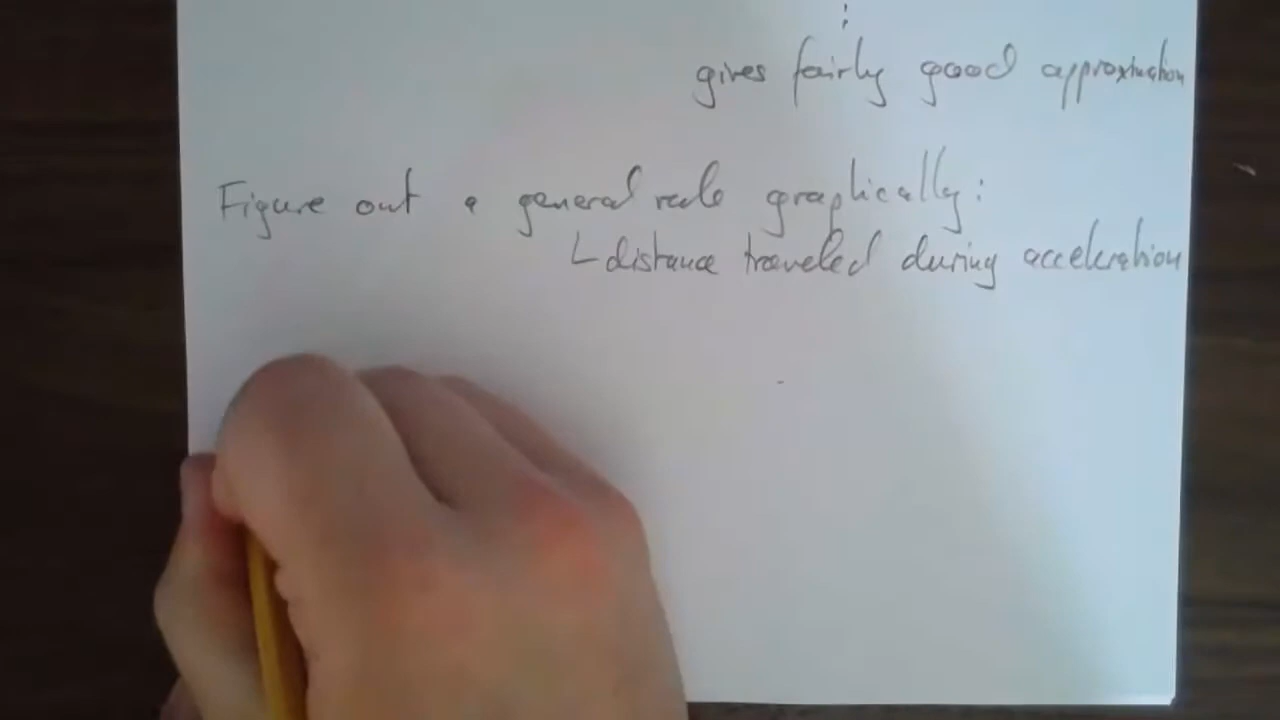 :
gives fairly good approximation
Figure out a general rule graphically:
distance traveled during acceleration